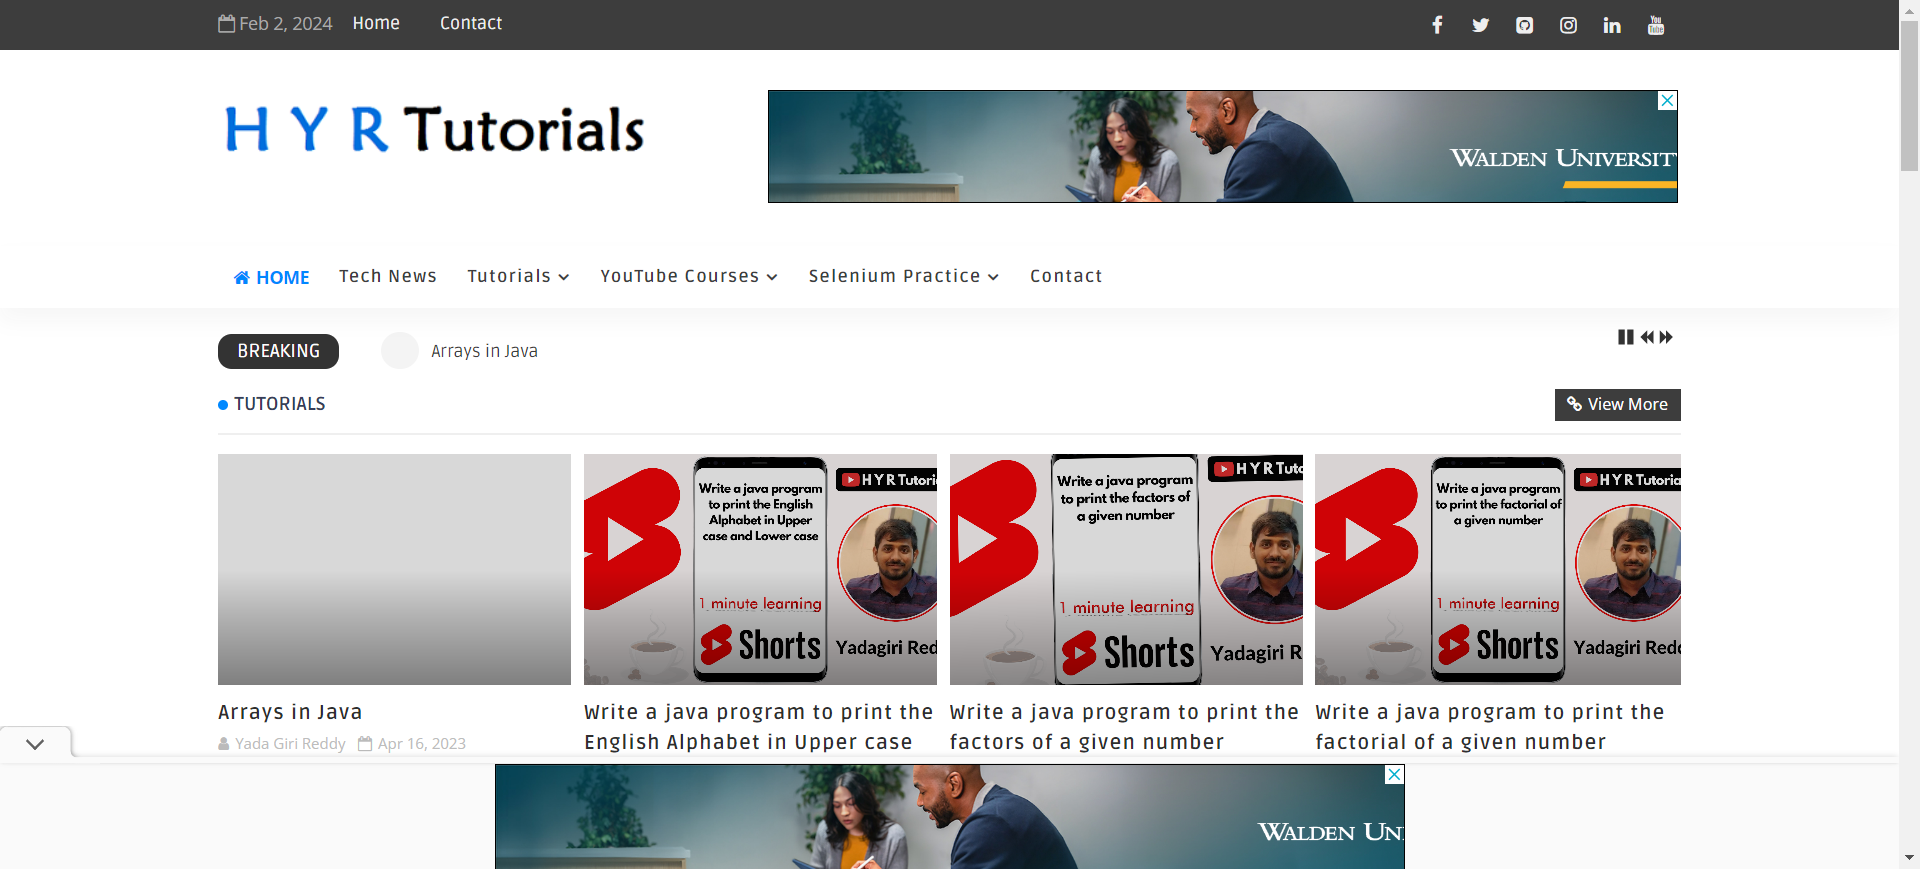 Feb 2, 2024 Home Contact
H Y R Tutorials
WALDEN UNIVERSIT
HOME Tech News Tutorials YouTube Courses Selenium Practice Contact
BREAKING Arrays in Java
TUTORIALS View More
Write a java program
to print the English
Alphabet in Upper
case and Lower case
1 minute learning
Shorts
H Y R Tutori
Yadagiri Red
Write a java program
to print the factors of
a given number
1 minute learning
Shorts
H Y R Tuto
Yadagiri R
Write a java program
to print the factorial of
a given number
1 minute learning
Shorts
H Y R Tutoria
Yadagiri Redd
Arrays in Java
Yada Giri Reddy Apr 16, 2023
Write a java program to print the
English Alphabet in Upper case
Write a java program to print the
factors of a given number
Write a java program to print the
factorial of a given number
WALDEN UN